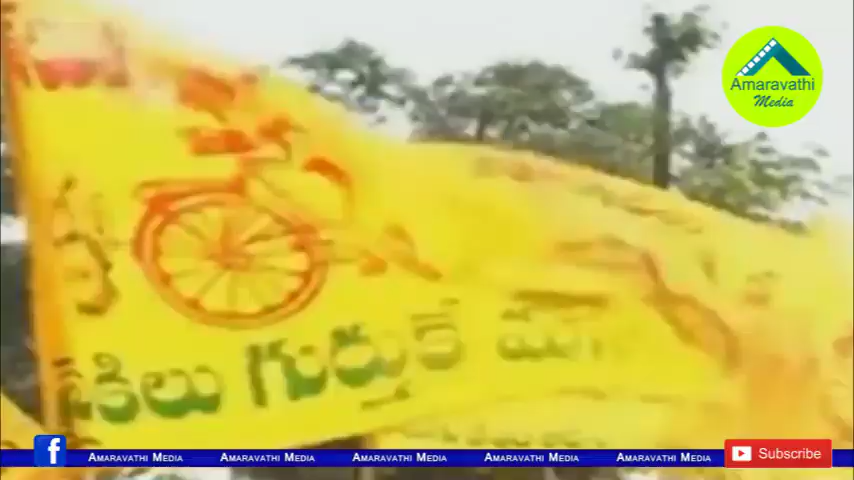 Amaravathi
Media
సైకిలు గుర్తుకే
AMARAVATHI MEDIA AMARAVATHI MEDIA AMARAVATHI MEDIA AMARAVATHI MEDIA AMARAVATHI MEDIA
Subscribe